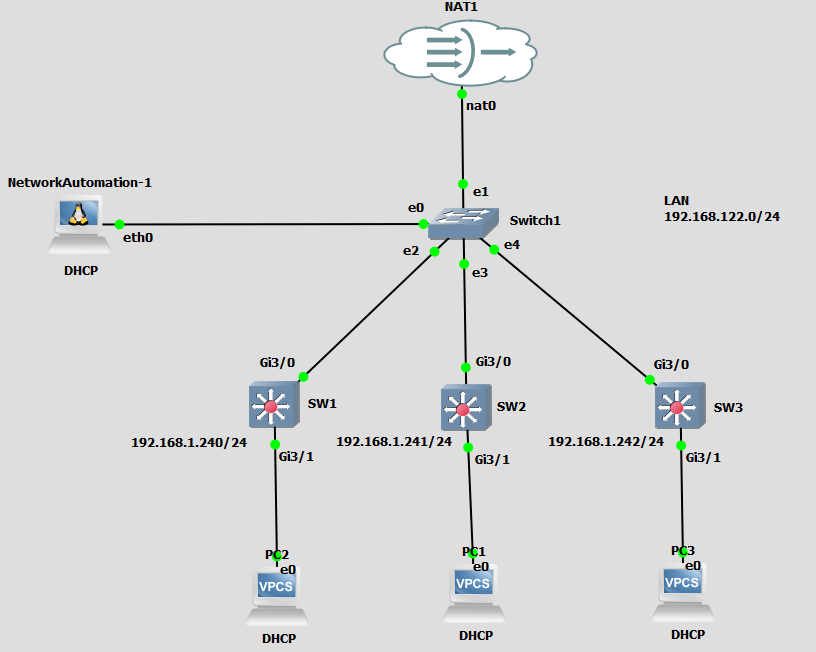 NAT1
nat0
NetworkAutomation-1
eth0
DHCP
e0
e1
Switch1
e2
e3
e4
LAN
192.168.122.0/24
Gi3/0
SW1
192.168.1.240/24
Gi3/1
Gi3/0
SW2
192.168.1.241/24
Gi3/1
Gi3/0
SW3
192.168.1.242/24
Gi3/1
PC2
e0
VPCS
DHCP
PC1
e0
VPCS
DHCP
PC3
e0
VPCS
DHCP